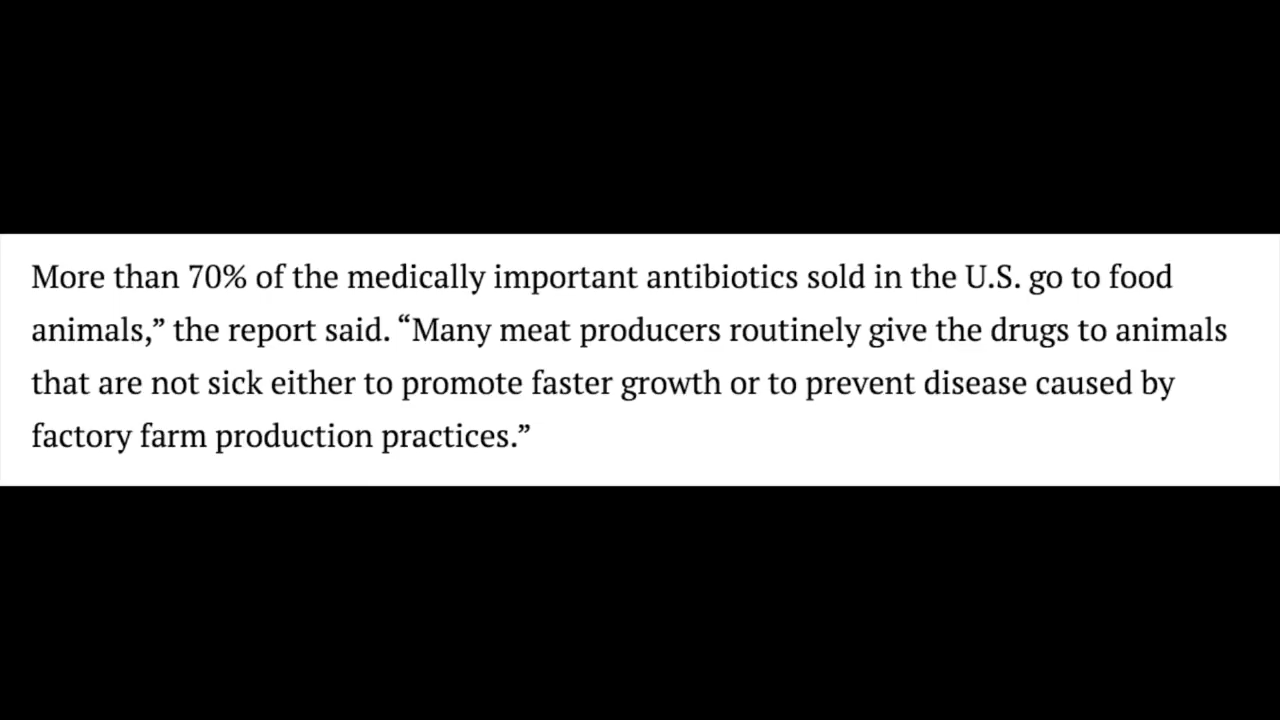 More than 70% of the medically important antibiotics sold in the U.S. go to food
animals,” the report said. “Many meat producers routinely give the drugs to animals
that are not sick either to promote faster growth or to prevent disease caused by
factory farm production practices.”